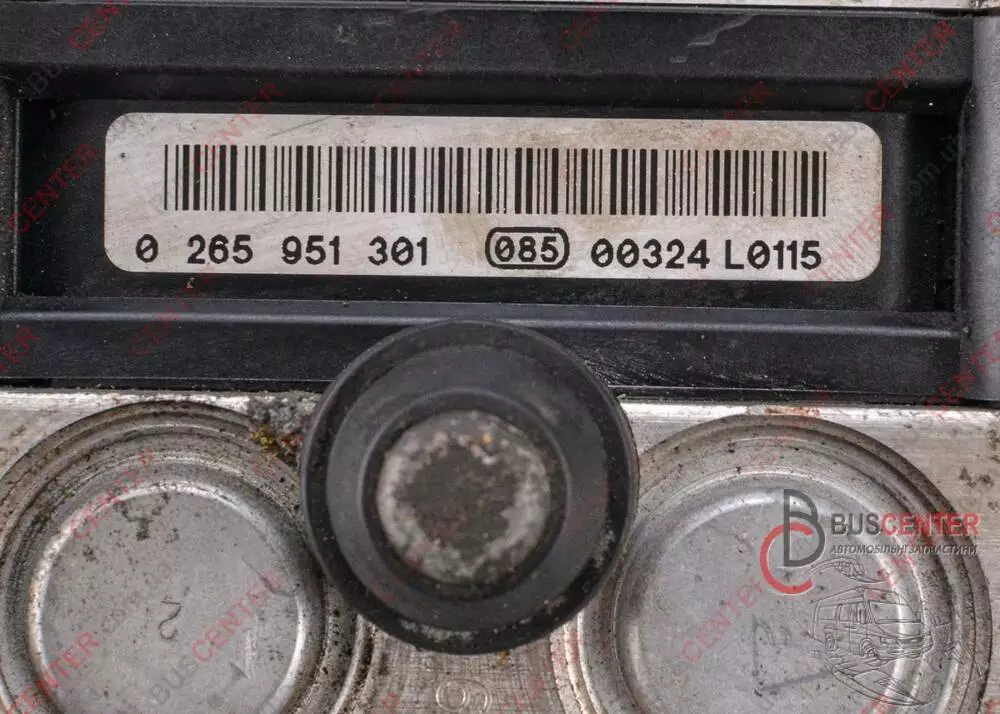 0 265 951 301 085 00324 L0115
BUSCENTER
АВТОМОБІЛЬНІ ЗАПЧАСТИНИ